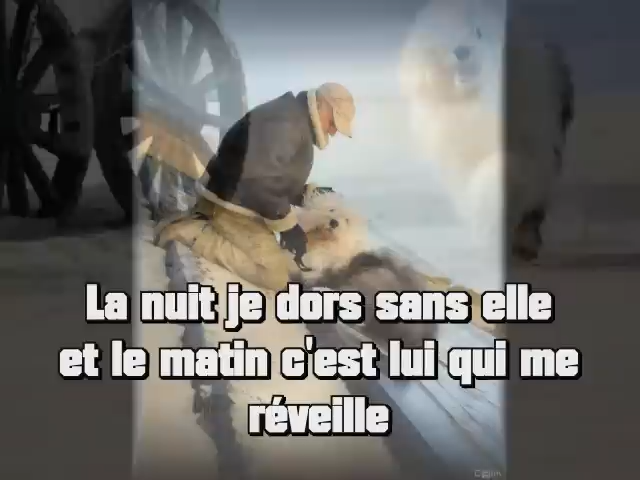 La nuit je dors sans elle
et le matin c'est lui qui me
réveille